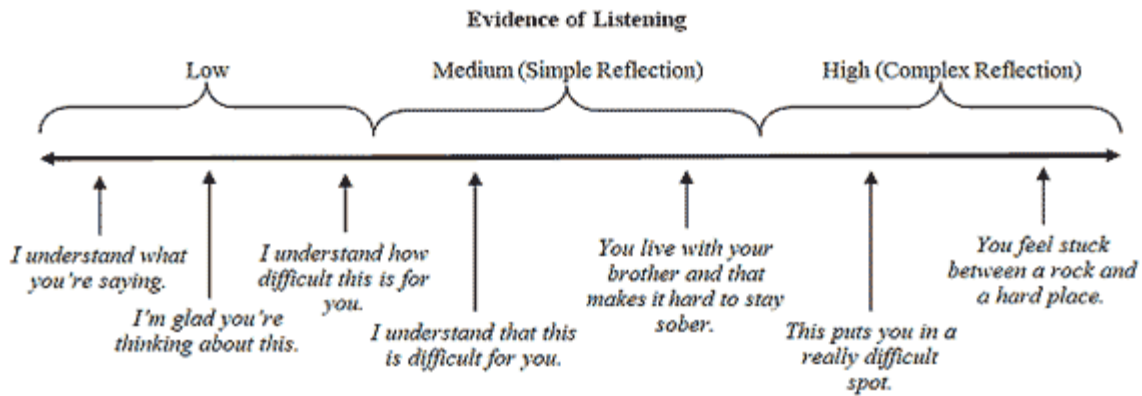 Evidence of Listening
Low
Medium (Simple Reflection)
High (Complex Reflection)
I understand what
you're saying.
I'm glad you're
thinking about this.
I understand how
difficult this is for
you.
I understand that this
is difficult for you.
You live with your
brother and that
makes it hard to stay
sober.
This puts you in a
really difficult
spot.
You feel stuck
between a rock and
a hard place.